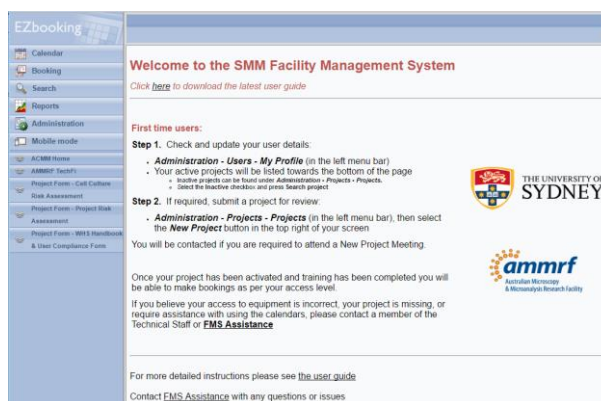 EZbooking
Calendar
Booking
Search
Reports
Administration
Mobile mode
ACMM Home
AMMRF TechFi
Project Form - Cell Culture
Risk Assessment
Project Form - Project Risk
Assessment
Project Form - WHS Handbook
& User Compliance Form
Welcome to the SMM Facility Management System
Click here to download the latest user guide
First time users:
Step 1. Check and update your user details:
• Administration - Users - My Profile (in the left menu bar)
• Your active projects will be listed towards the bottom of the page
• Inactive projects can be found under Administration - Projects - Projects.
• Select the Inactive checkbox and press Search project
Step 2. If required, submit a project for review:
• Administration - Projects - Projects (in the left menu bar), then select
the New Project button in the top right of your screen
You will be contacted if you are required to attend a New Project Meeting.
Once your project has been activated and training has been completed you will
be able to make bookings as per your access level.
If you believe your access to equipment is incorrect, your project is missing, or
require assistance with using the calendars, please contact a member of the
Technical Staff or FMS Assistance
For more detailed instructions please see the user guide
Contact FMS Assistance with any questions or issues
THE UNIVERSITY OF
SYDNEY
ammrf
Australian Microscopy
& Microanalysis Research Facility